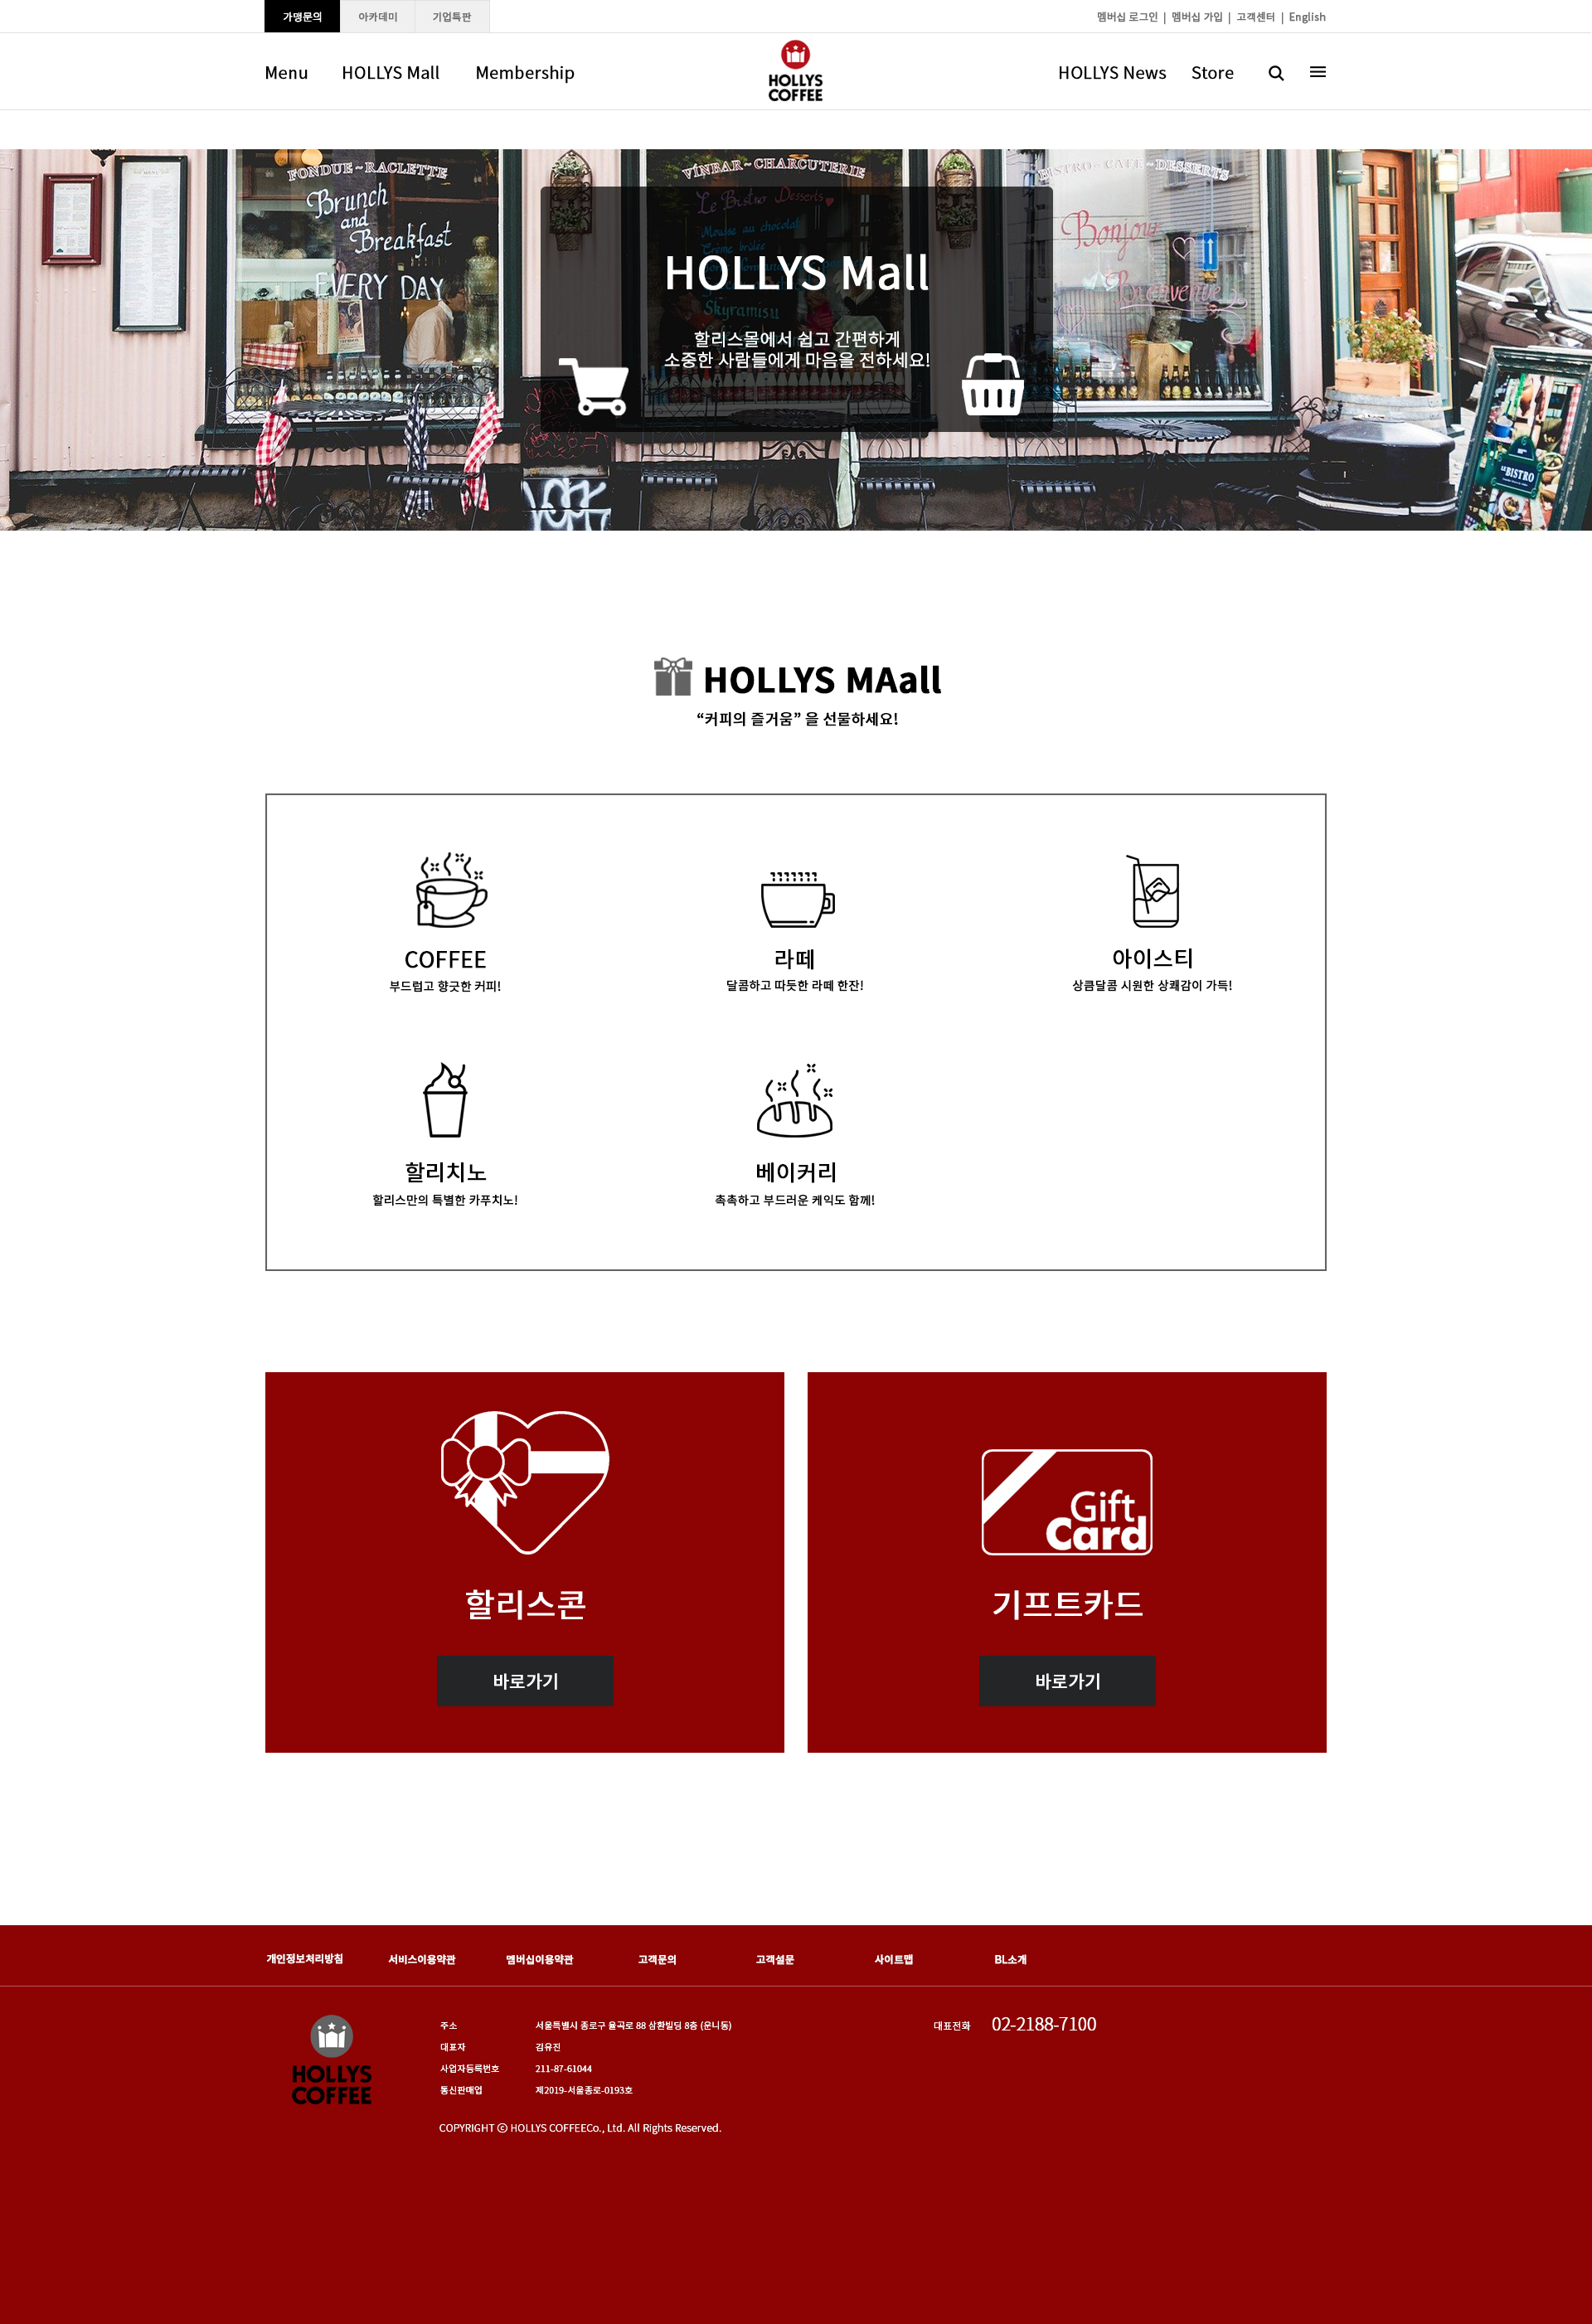 가맹문의 아카데미 기업특판 멤버십 로그인 | 멤버십 가입 | 고객센터 | English
Menu HOLLYS Mall Membership HOLLYS COFFEE HOLLYS News Store
FONDUE - RACLETTE
Brunch
and
Breakfast
EVERY DAY
VÍNBAR - CHARCUTERIE
Le Bistro Desserts
Mousse au chocolat
Crème brûlée
Skyramisu
BISTRO - CAFE - DESSERTS
Bonjour
Bienvenue
BISTRO
HOLLYS Mall
할리스몰에서 쉽고 간편하게
소중한 사람들에게 마음을 전하세요!
HOLLYS MAall
“커피의 즐거움” 을 선물하세요!
COFFEE
부드럽고 향긋한 커피!
라떼
달콤하고 따듯한 라떼 한잔!
아이스티
상큼달콤 시원한 상쾌감이 가득!
할리치노
할리스만의 특별한 카푸치노!
베이커리
촉촉하고 부드러운 케익도 함께!
Gift
Card
할리스콘
바로가기
기프트카드
바로가기
개인정보처리방침 서비스이용약관 멤버십이용약관 고객문의 고객설문 사이트맵 BL소개
HOLLYS
COFFEE
주소 서울특별시 종로구 율곡로 88 삼환빌딩 8층 (운니동)
대표자 김유진
사업자등록번호 211-87-61044
통신판매업 제2019-서울종로-0193호
대표전화 02-2188-7100
COPYRIGHT ⓒ HOLLYS COFFEECo., Ltd. All Rights Reserved.